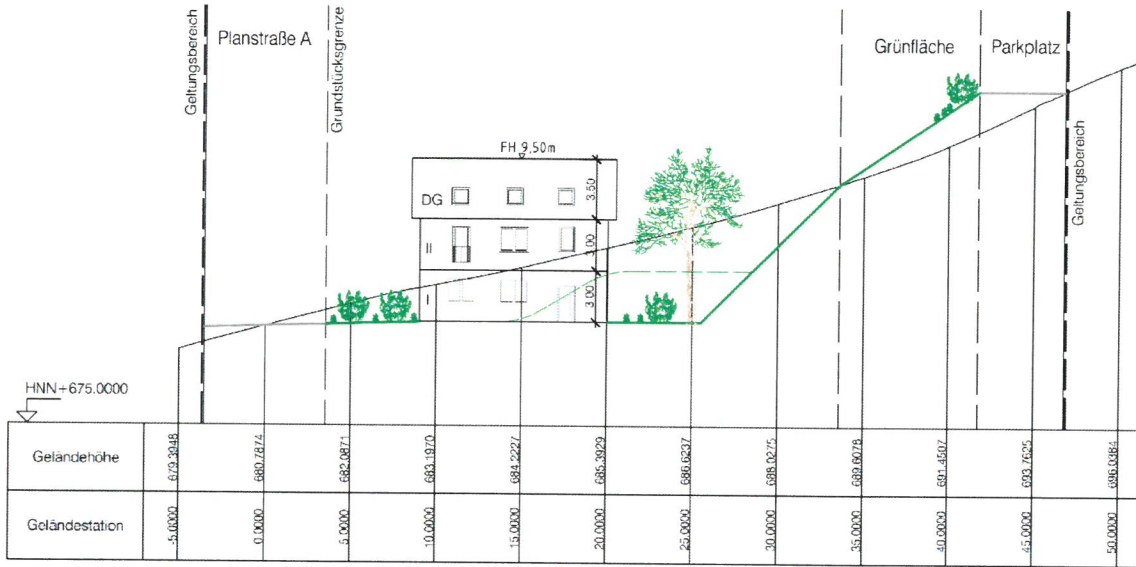 Geltungsbereich
Planstraße A
Grundstücksgrenze
Grünfläche
Parkplatz
Geltungsbereich
FH 9,50m
DG
3.50
II
3.00
I
3.00
HNN+675.0000
Geländehöhe
679.3948
680.7874
682.0871
683.1970
684.2227
685.3929
686.6237
688.0275
689.6078
691.4507
693.7625
696.0384
Geländestation
-5.0000
0.0000
5.0000
10.0000
15.0000
20.0000
25.0000
30.0000
35.0000
40.0000
45.0000
50.0000